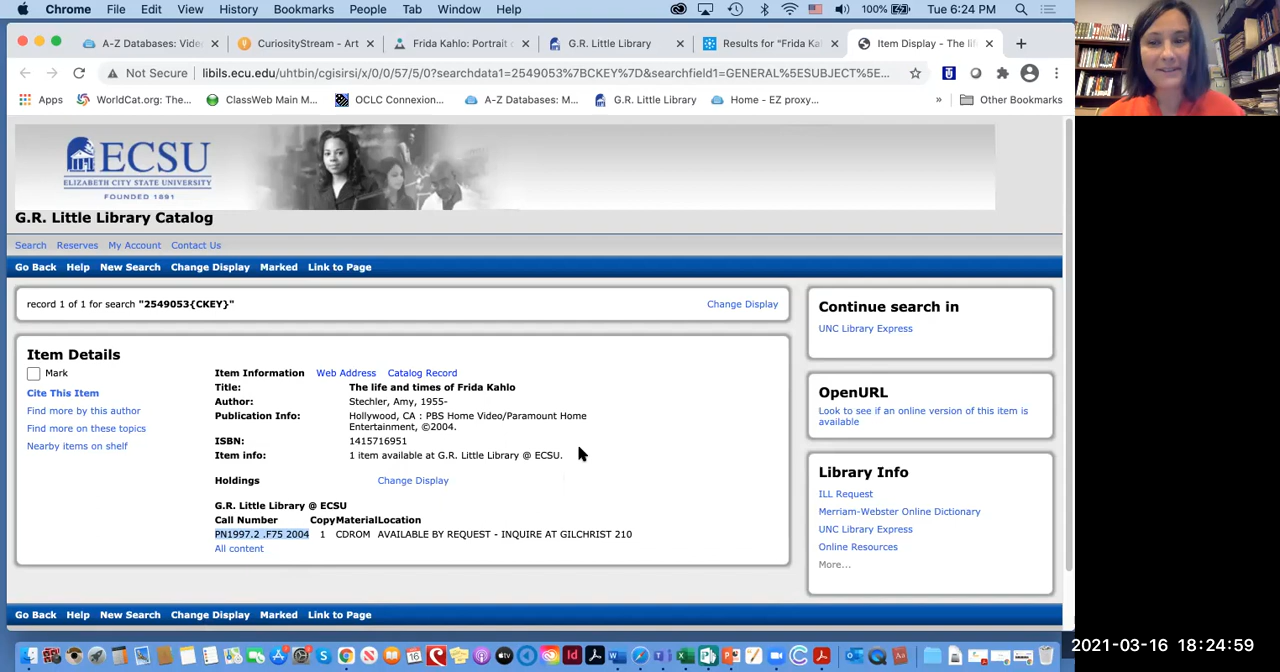 Chrome File Edit View History Bookmarks People Tab Window Help 100% Tue 6:24 PM
A-Z Databases: Vide
CuriosityStream - Art
Frida Kahlo: Portrait o
G.R. Little Library
Results for "Frida Ka
Item Display - The lif
Not Secure libils.ecu.edu/uhtbin/cgisirsi/x/0/0/57/5/0?searchdata1=2549053%7BCKEY%7D&searchfield1=GENERAL%5ESUBJECT%5E...
Apps WorldCat.org: The... ClassWeb Main M... OCLC Connexion... A-Z Databases: M... G.R. Little Library Home - EZ proxy... » Other Bookmarks
ECSU
ELIZABETH CITY STATE UNIVERSITY
FOUNDED 1891
G.R. Little Library Catalog
Search Reserves My Account Contact Us
Go Back Help New Search Change Display Marked Link to Page
record 1 of 1 for search "2549053{CKEY}"
Change Display
Item Details
Mark
Cite This Item
Find more by this author
Find more on these topics
Nearby items on shelf
Item Information Web Address Catalog Record
Title: The life and times of Frida Kahlo
Author: Stechler, Amy, 1955-
Publication Info: Hollywood, CA : PBS Home Video/Paramount Home
Entertainment, ©2004.
ISBN: 1415716951
Item info: 1 item available at G.R. Little Library @ ECSU.
Holdings Change Display
G.R. Little Library @ ECSU
Call Number Copy Material Location
PN1997.2 .F75 2004 1 CDROM AVAILABLE BY REQUEST - INQUIRE AT GILCHRIST 210
All content
Continue search in
UNC Library Express
OpenURL
Look to see if an online version of this item is
available
Library Info
ILL Request
Merriam-Webster Online Dictionary
UNC Library Express
Online Resources
More...
Go Back Help New Search Change Display Marked Link to Page
2021-03-16 18:24:59